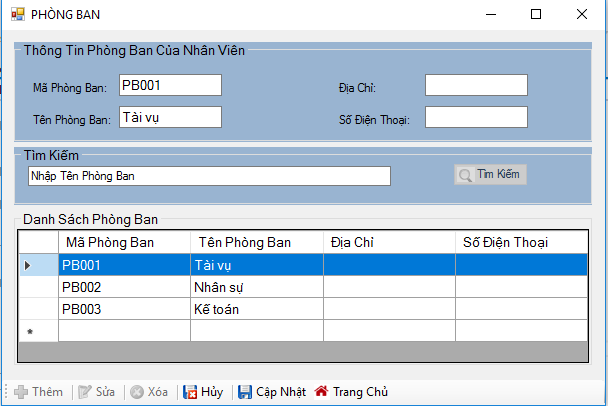 PHÒNG BAN
Thông Tin Phòng Ban Của Nhân Viên
Mã Phòng Ban: PB001 Địa Chỉ:
Tên Phòng Ban: Tài vụ Số Điện Thoại:
Tìm Kiếm
Nhập Tên Phòng Ban Tìm Kiếm
Danh Sách Phòng Ban
Mã Phòng Ban Tên Phòng Ban Địa Chỉ Số Điện Thoại
PB001 Tài vụ
PB002 Nhân sự
PB003 Kế toán
Thêm Sửa Xóa Hủy Cập Nhật Trang Chủ